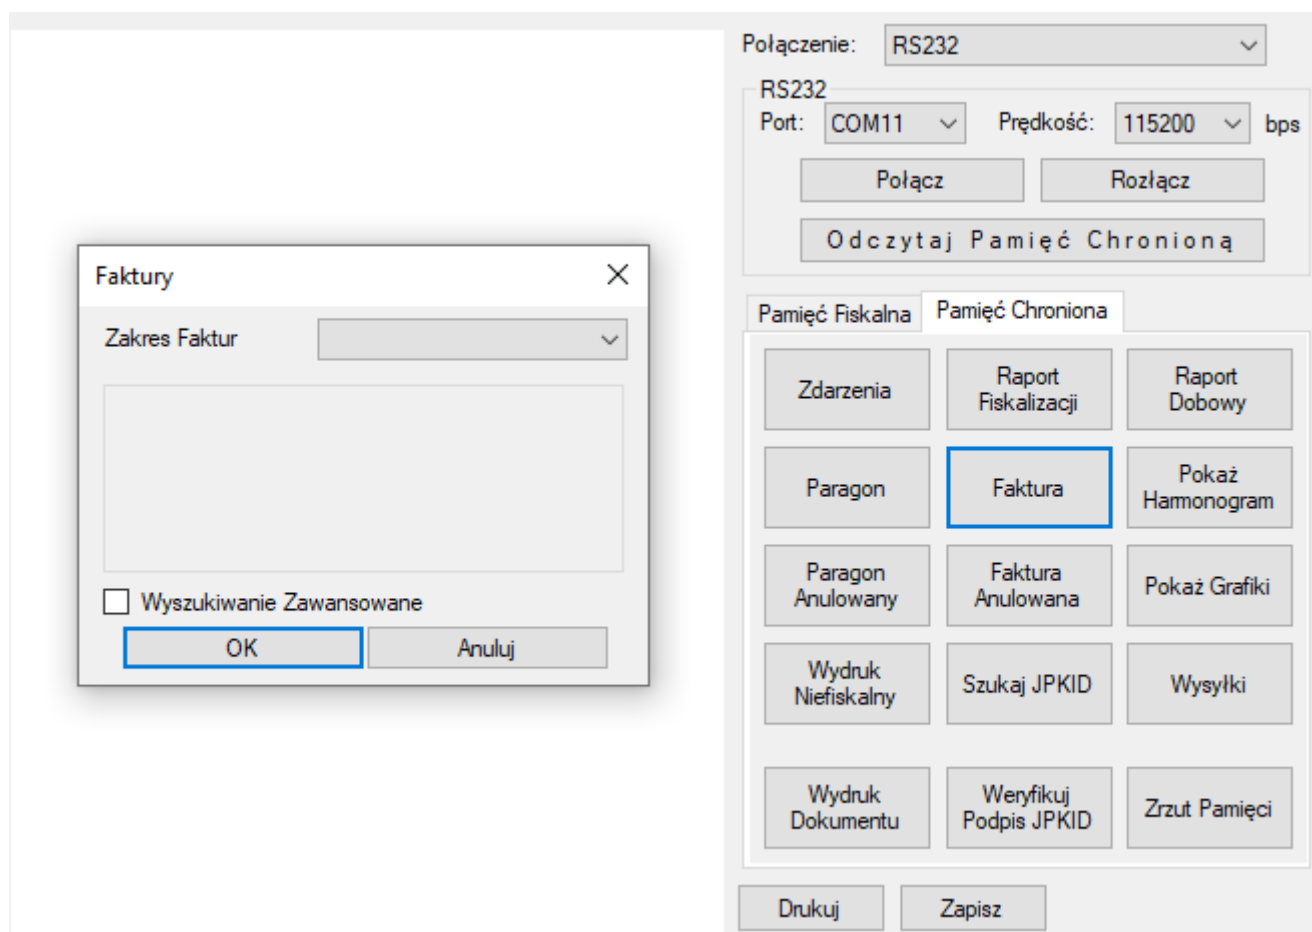 Połączenie: RS232
RS232
Port: COM11 Prędkość: 115200 bps
Połącz Rozłącz
Odczytaj Pamięć Chronioną
Faktury
Zakres Faktur
Wyszukiwanie Zawansowane
OK Anuluj
Pamięć Fiskalna Pamięć Chroniona
Zdarzenia
Raport
Fiskalizacji
Raport
Dobowy
Paragon
Faktura
Pokaż
Harmonogram
Paragon
Anulowany
Faktura
Anulowana
Pokaż Grafiki
Wydruk
Niefiskalny
Szukaj JPKID
Wysyłki
Wydruk
Dokumentu
Weryfikuj
Podpis JPKID
Zrzut Pamięci
Drukuj Zapisz